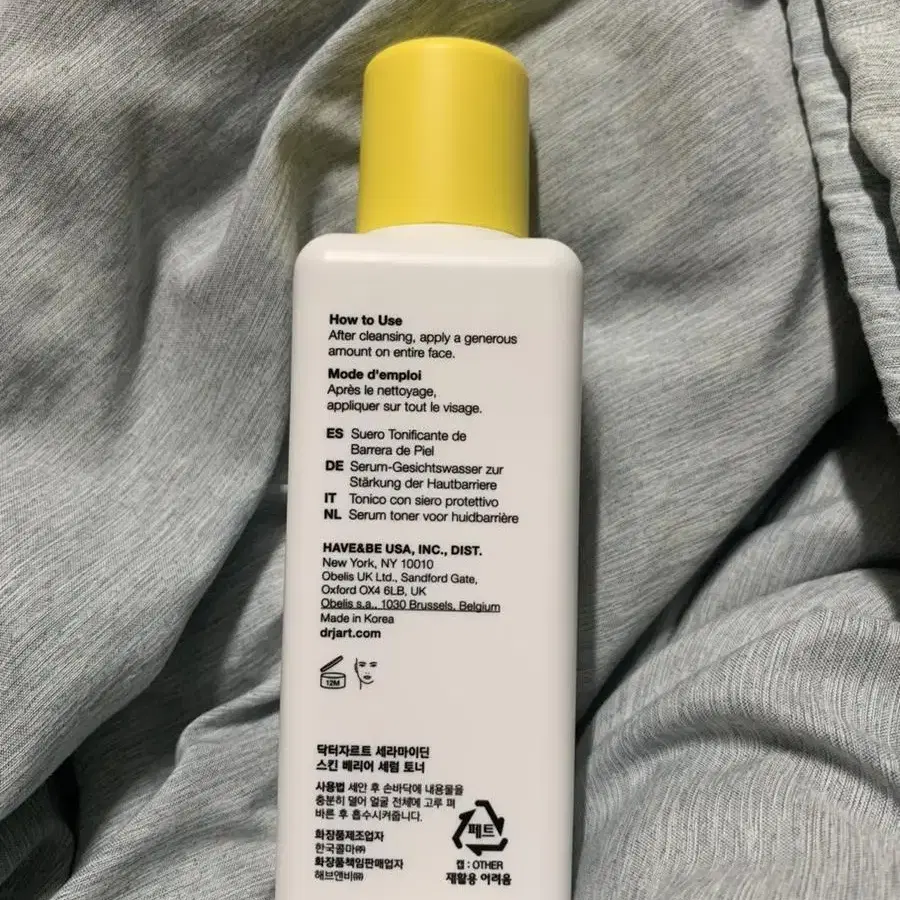 How to Use
After cleansing, apply a generous
amount on entire face.
Mode d'emploi
Après le nettoyage,
appliquer sur tout le visage.
ES Suero Tonificante de
Barrera de Piel
DE Serum-Gesichtswasser zur
Stärkung der Hautbarriere
IT Tonico con siero protettivo
NL Serum toner voor huidbarrière
HAVE&BE USA, INC., DIST.
New York, NY 10010
Obelis UK Ltd., Sandford Gate,
Oxford OX4 6LB, UK
Obelis s.a., 1030 Brussels, Belgium
Made in Korea
drjart.com
12M
닥터자르트 세라마이딘
스킨 베리어 세럼 토너
사용법 세안 후 손바닥에 내용물을
충분히 덜어 얼굴 전체에 고루 펴
바른 후 흡수시켜줍니다.
화장품제조업자
한국콜마㈜
화장품책임판매업자
해브앤비㈜
페트
캡 : OTHER
재활용 어려움